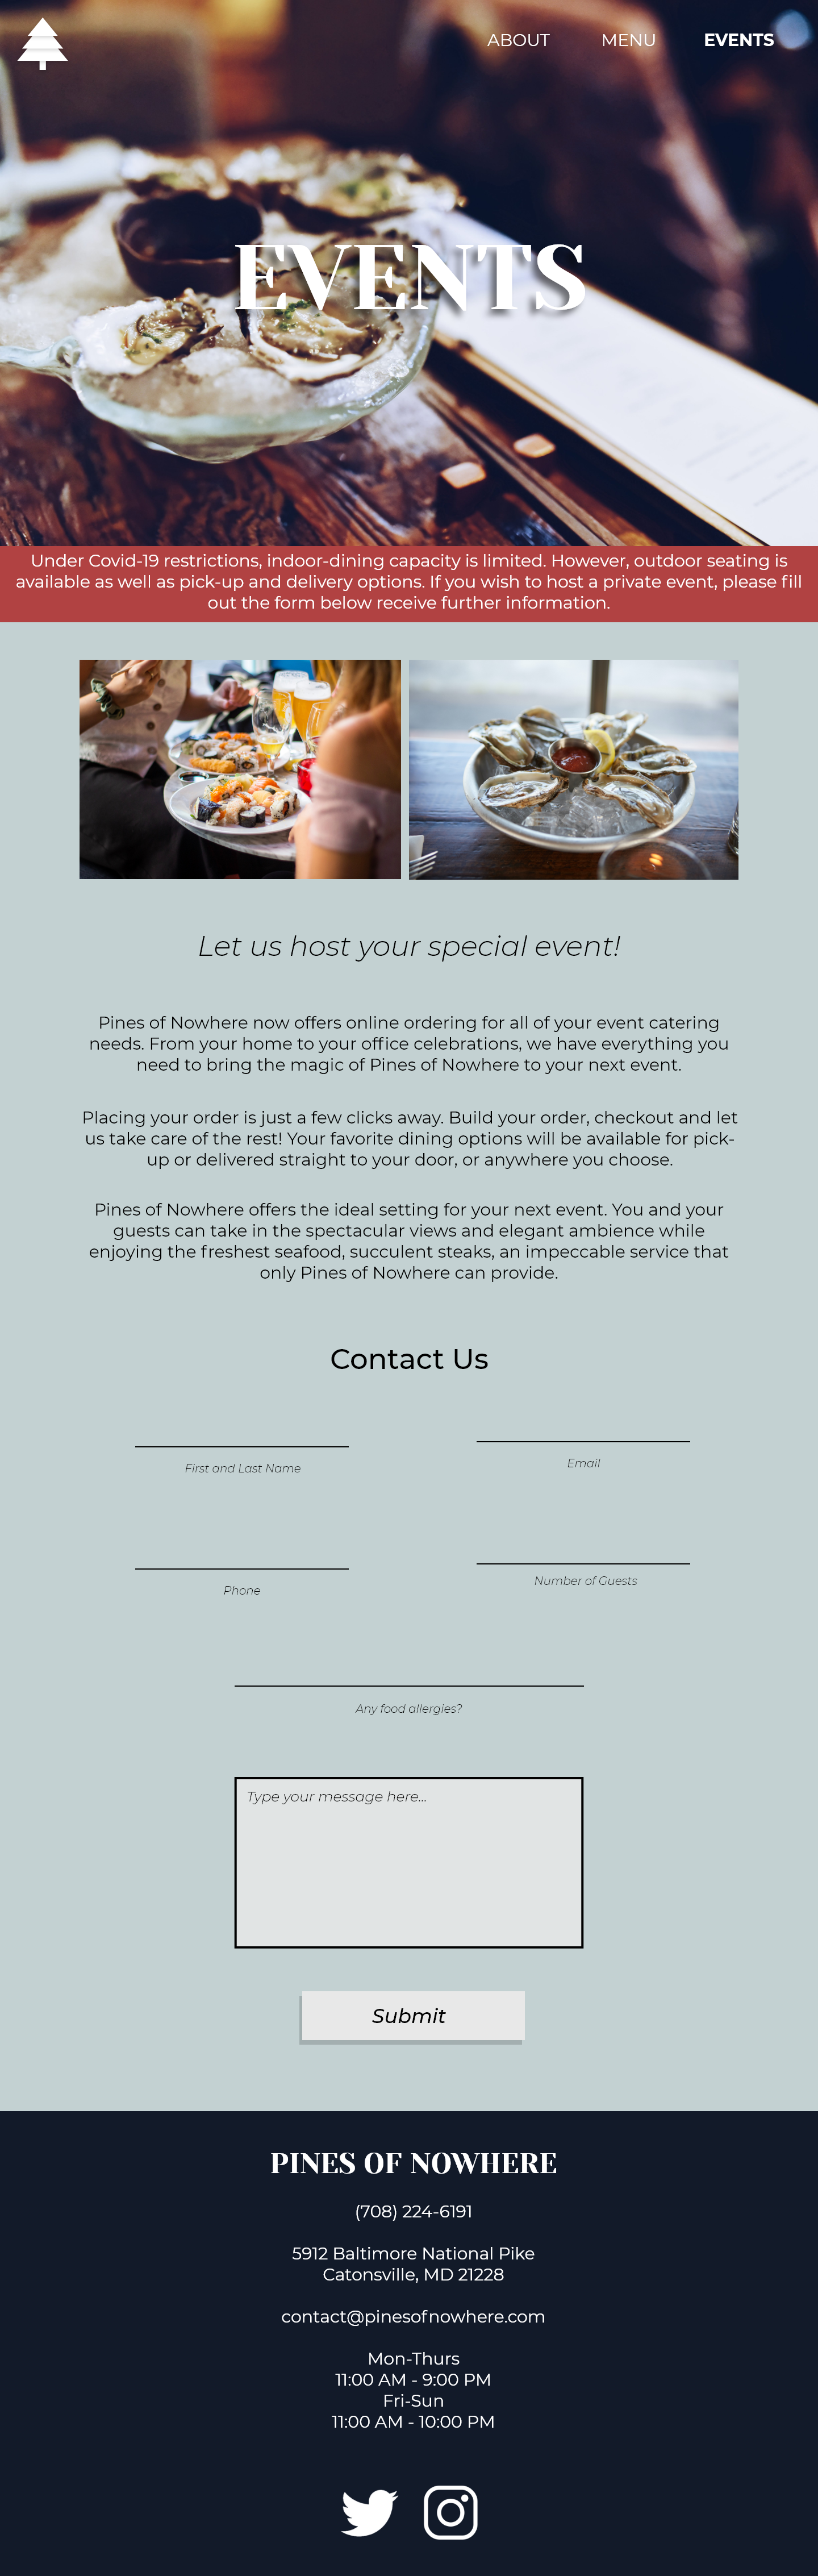 ABOUT MENU EVENTS
EVENTS
Under Covid-19 restrictions, indoor-dining capacity is limited. However, outdoor seating is
available as well as pick-up and delivery options. If you wish to host a private event, please fill
out the form below receive further information.
Let us host your special event!
Pines of Nowhere now offers online ordering for all of your event catering
needs. From your home to your office celebrations, we have everything you
need to bring the magic of Pines of Nowhere to your next event.
Placing your order is just a few clicks away. Build your order, checkout and let
us take care of the rest! Your favorite dining options will be available for pick-
up or delivered straight to your door, or anywhere you choose.
Pines of Nowhere offers the ideal setting for your next event. You and your
guests can take in the spectacular views and elegant ambience while
enjoying the freshest seafood, succulent steaks, an impeccable service that
only Pines of Nowhere can provide.
Contact Us
First and Last Name
Email
Phone
Number of Guests
Any food allergies?
Type your message here...
Submit
PINES OF NOWHERE
(708) 224-6191
5912 Baltimore National Pike
Catonsville, MD 21228
contact@pinesofnowhere.com
Mon-Thurs
11:00 AM - 9:00 PM
Fri-Sun
11:00 AM - 10:00 PM